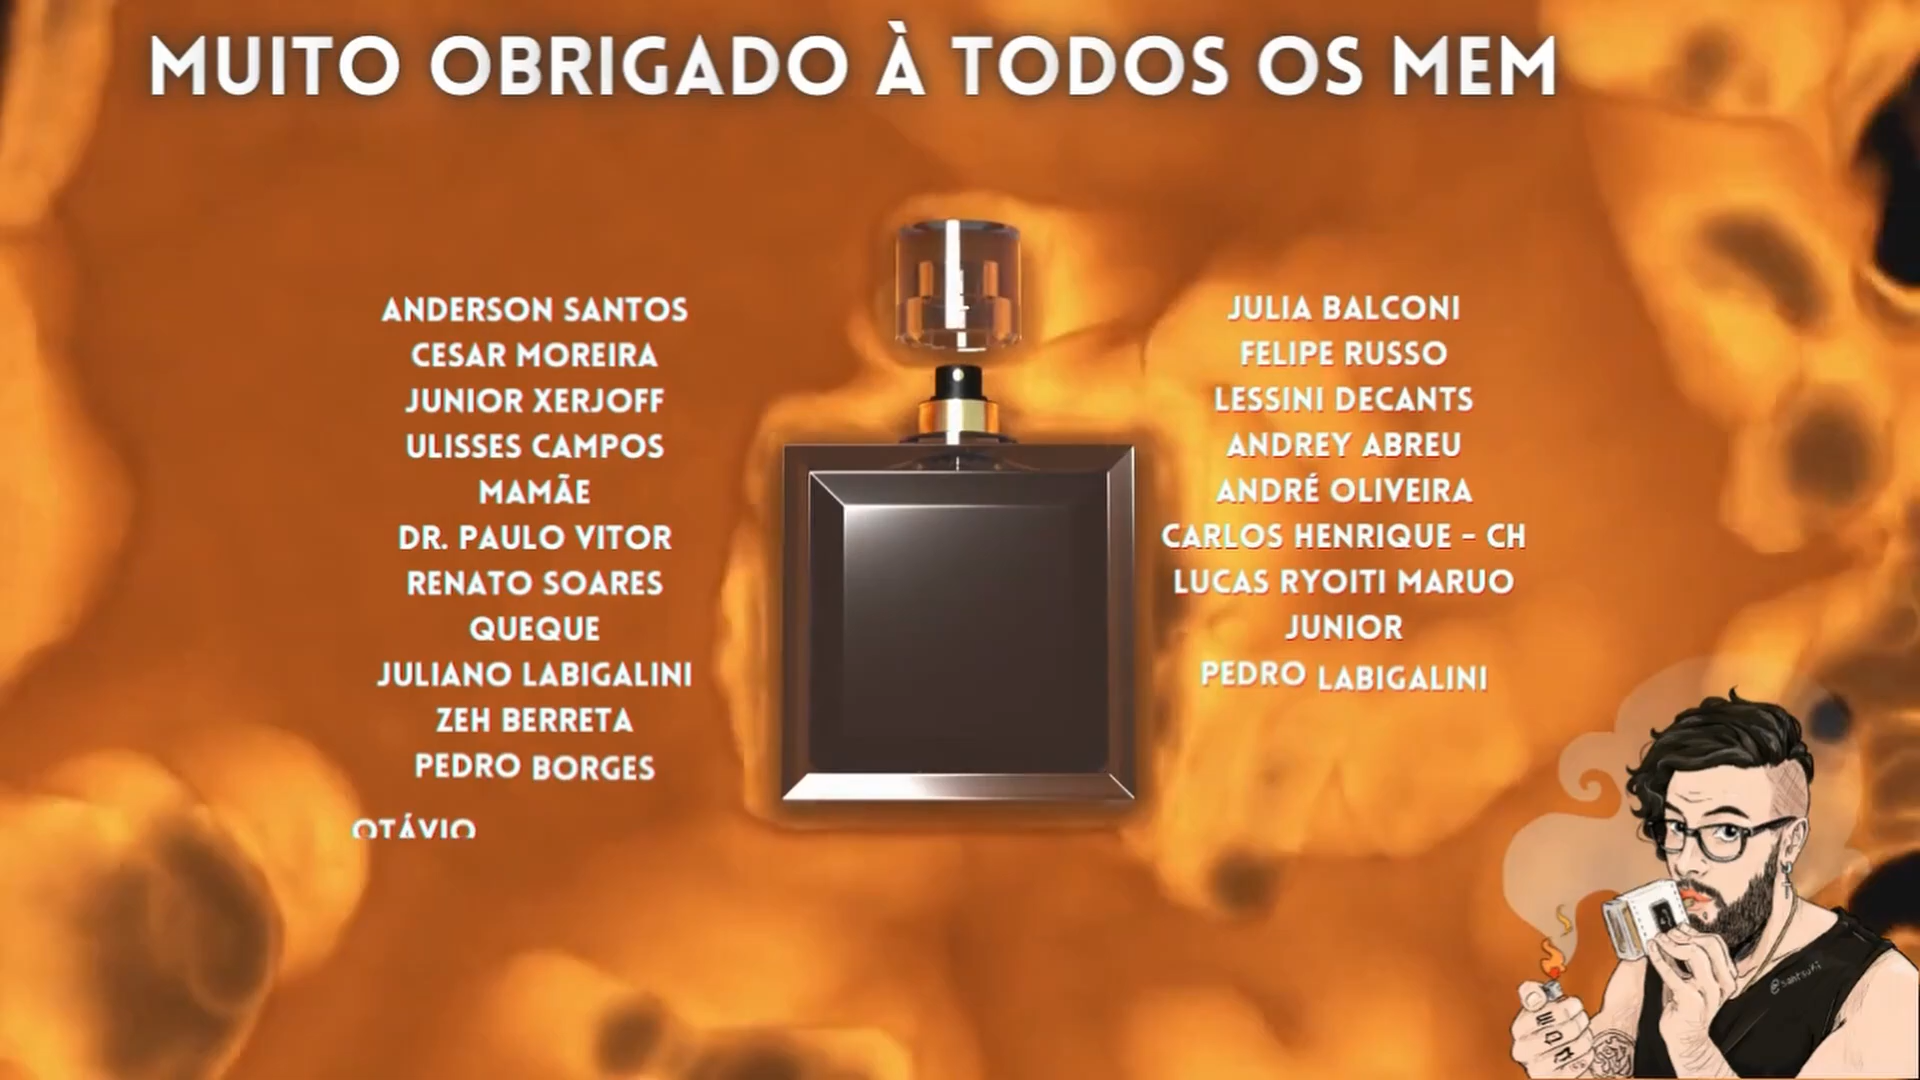 MUITO OBRIGADO À TODOS OS MEM
ANDERSON SANTOS
CESAR MOREIRA
JUNIOR XERJOFF
ULISSES CAMPOS
MAMÃE
DR. PAULO VITOR
RENATO SOARES
QUEQUE
JULIANO LABIGALINI
ZEH BERRETA
PEDRO BORGES
OTÁVIO
JULIA BALCONI
FELIPE RUSSO
LESSINI DECANTS
ANDREY ABREU
ANDRÉ OLIVEIRA
CARLOS HENRIQUE - CH
LUCAS RYOITI MARUO
JUNIOR
PEDRO LABIGALINI